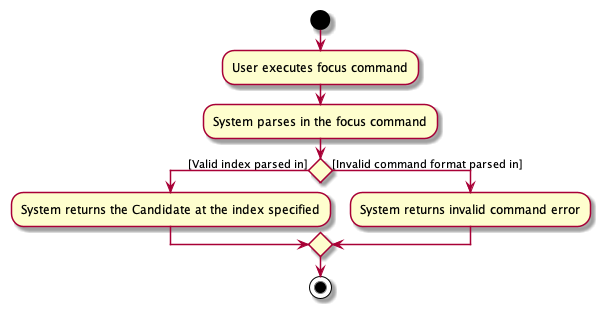 User executes focus command
System parses in the focus command
[Valid index parsed in]
[Invalid command format parsed in]
System returns the Candidate at the index specified
System returns invalid command error